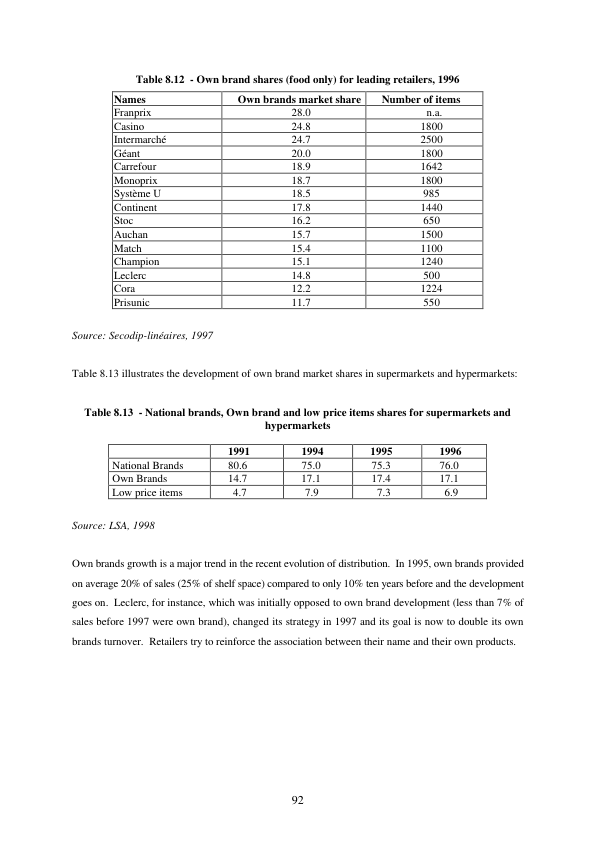 Table 8.12 - Own brand shares (food only) for leading retailers, 1996
Names Own brands market share Number of items
Franprix 28.0 n.a.
Casino 24.8 1800
Intermarché 24.7 2500
Géant 20.0 1800
Carrefour 18.9 1642
Monoprix 18.7 1800
Système U 18.5 985
Continent 17.8 1440
Stoc 16.2 650
Auchan 15.7 1500
Match 15.4 1100
Champion 15.1 1240
Leclerc 14.8 500
Cora 12.2 1224
Prisunic 11.7 550
Source: Secodip-linéaires, 1997
Table 8.13 illustrates the development of own brand market shares in supermarkets and hypermarkets:
Table 8.13 - National brands, Own brand and low price items shares for supermarkets and
hypermarkets
1991 1994 1995 1996
National Brands 80.6 75.0 75.3 76.0
Own Brands 14.7 17.1 17.4 17.1
Low price items 4.7 7.9 7.3 6.9
Source: LSA, 1998
Own brands growth is a major trend in the recent evolution of distribution. In 1995, own brands provided
on average 20% of sales (25% of shelf space) compared to only 10% ten years before and the development
goes on. Leclerc, for instance, which was initially opposed to own brand development (less than 7% of
sales before 1997 were own brand), changed its strategy in 1997 and its goal is now to double its own
brands turnover. Retailers try to reinforce the association between their name and their own products.
92